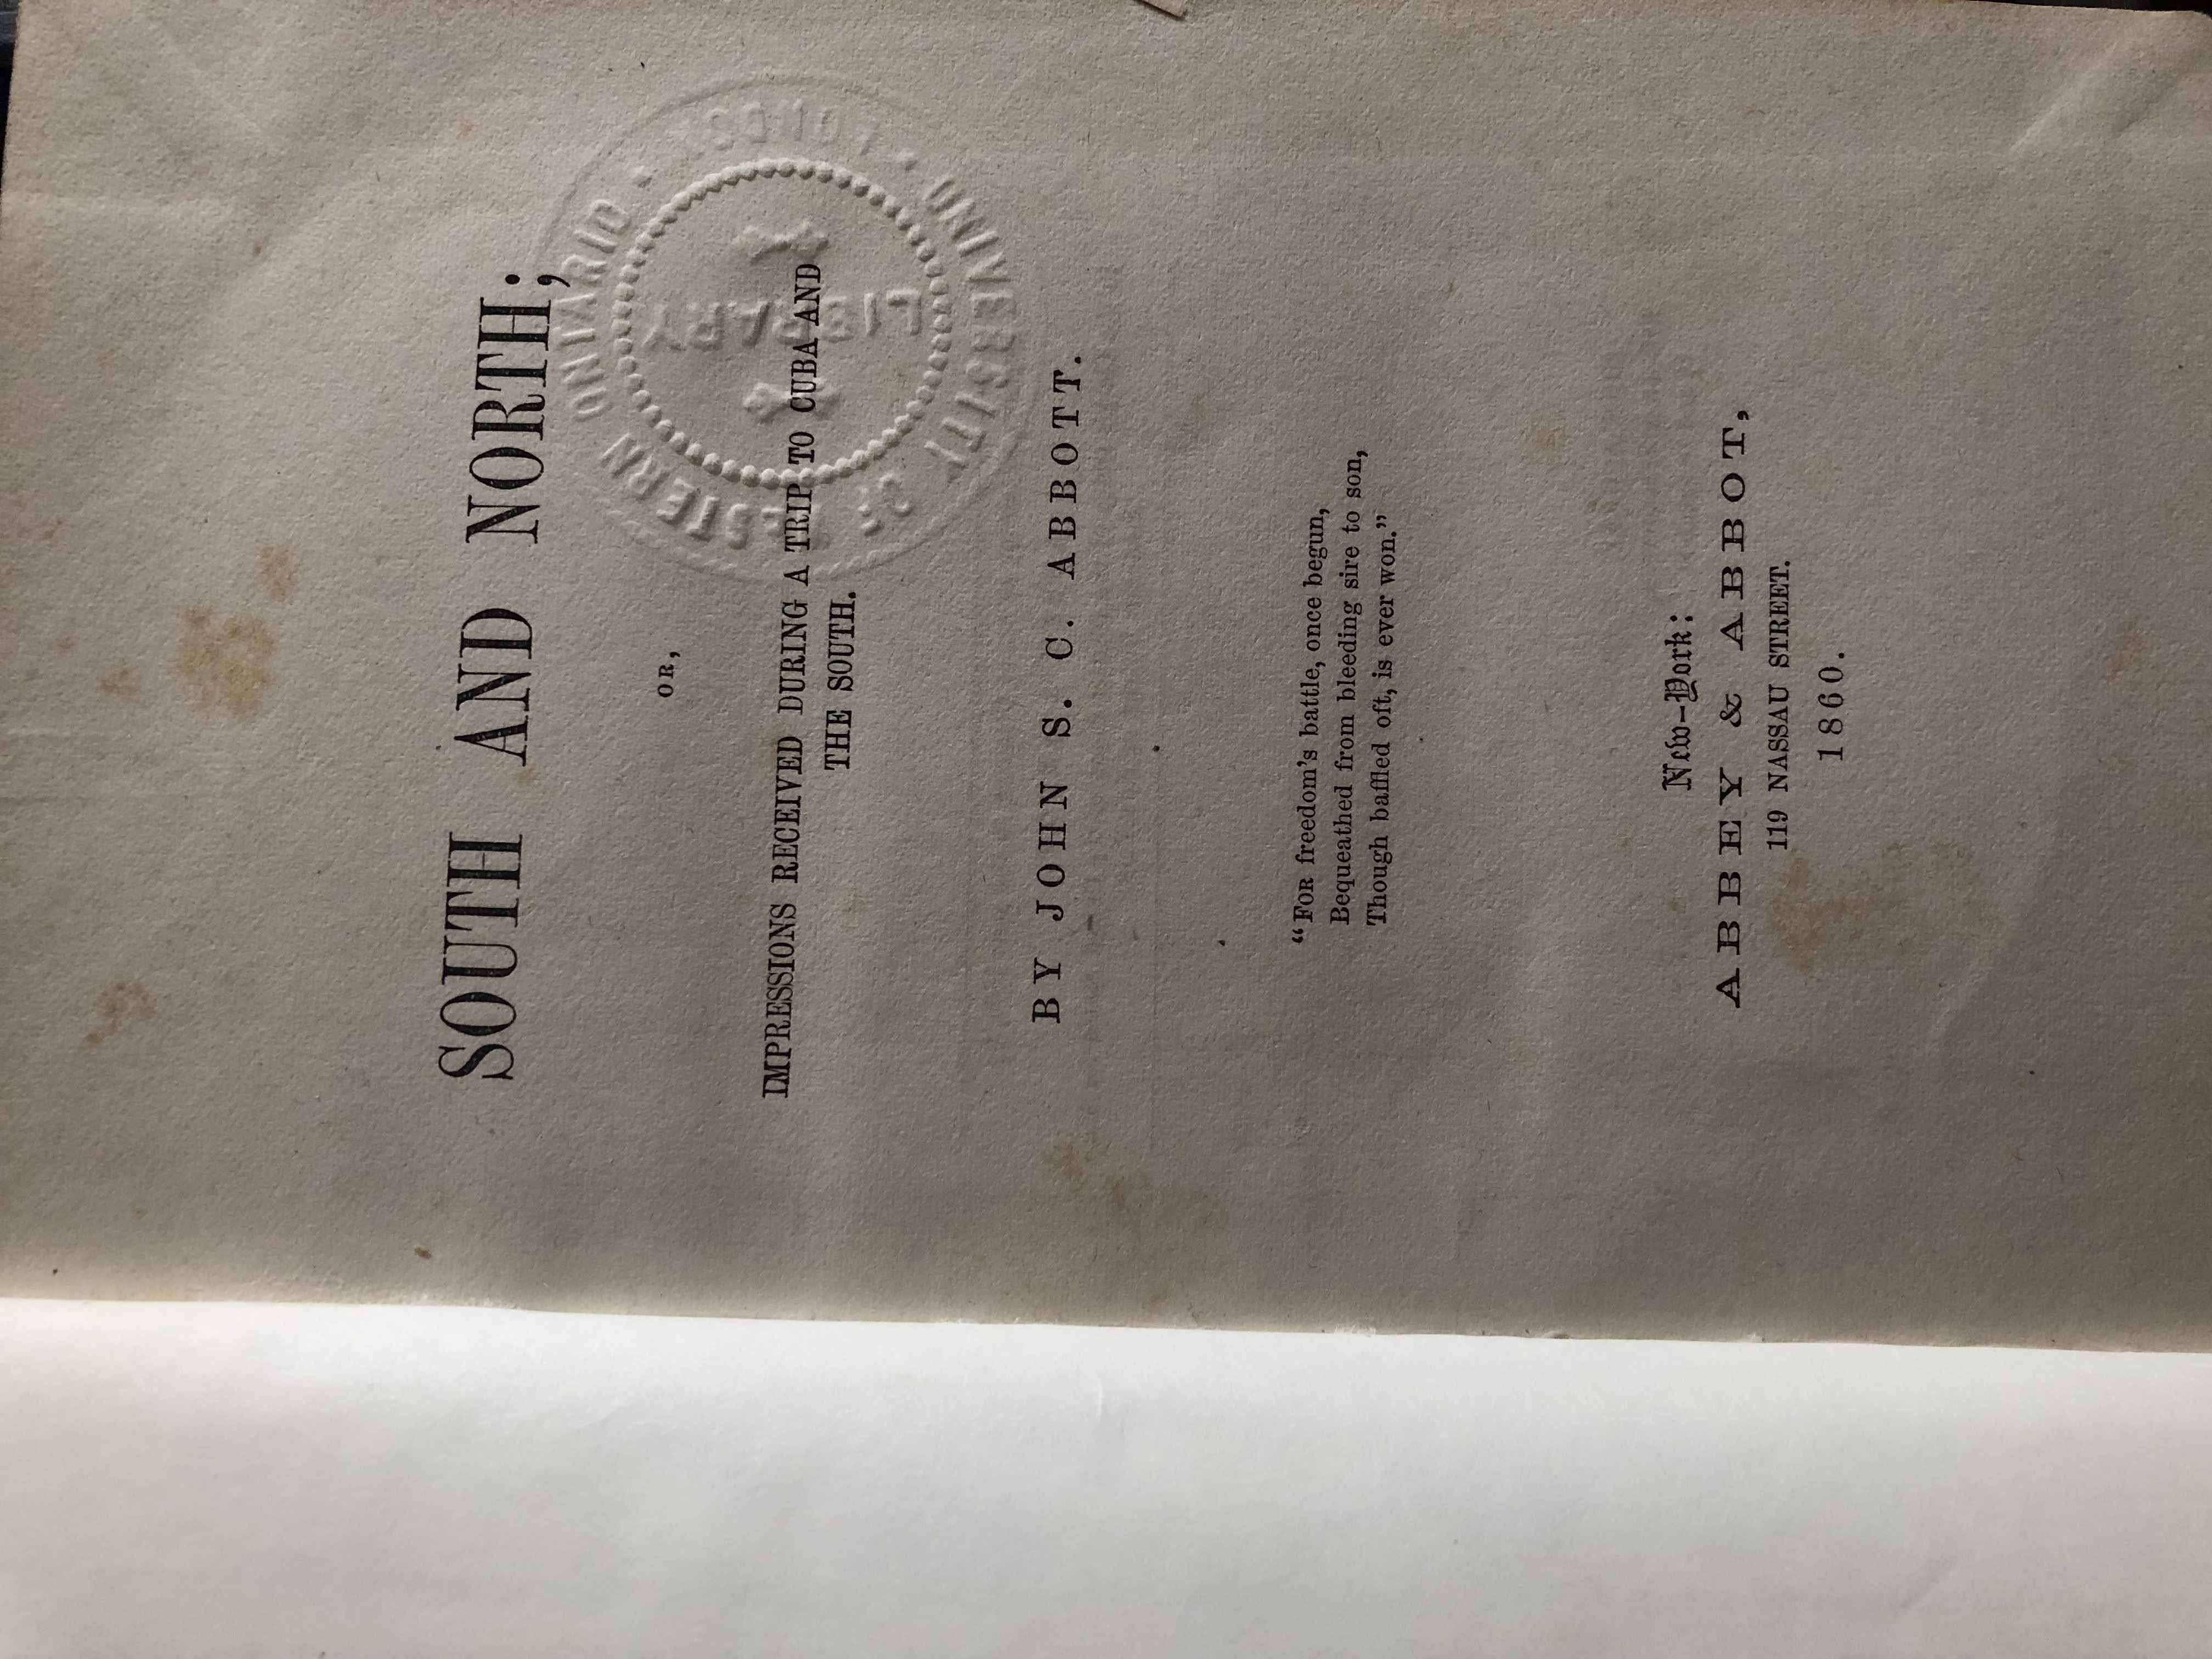 SOUTH AND NORTH;
OR,
IMPRESSIONS RECEIVED DURING A TRIP TO CUBA AND
THE SOUTH.
BY JOHN S. C. ABBOTT.
"FOR freedom's battle, once begun,
Bequeathed from bleeding sire to son,
Though baffled oft, is ever won."
New-York:
ABBEY & ABBOT,
119 NASSAU STREET.
1860.
UNIVERSITY OF WESTERN ONTARIO · LONDON ·
LIBRARY